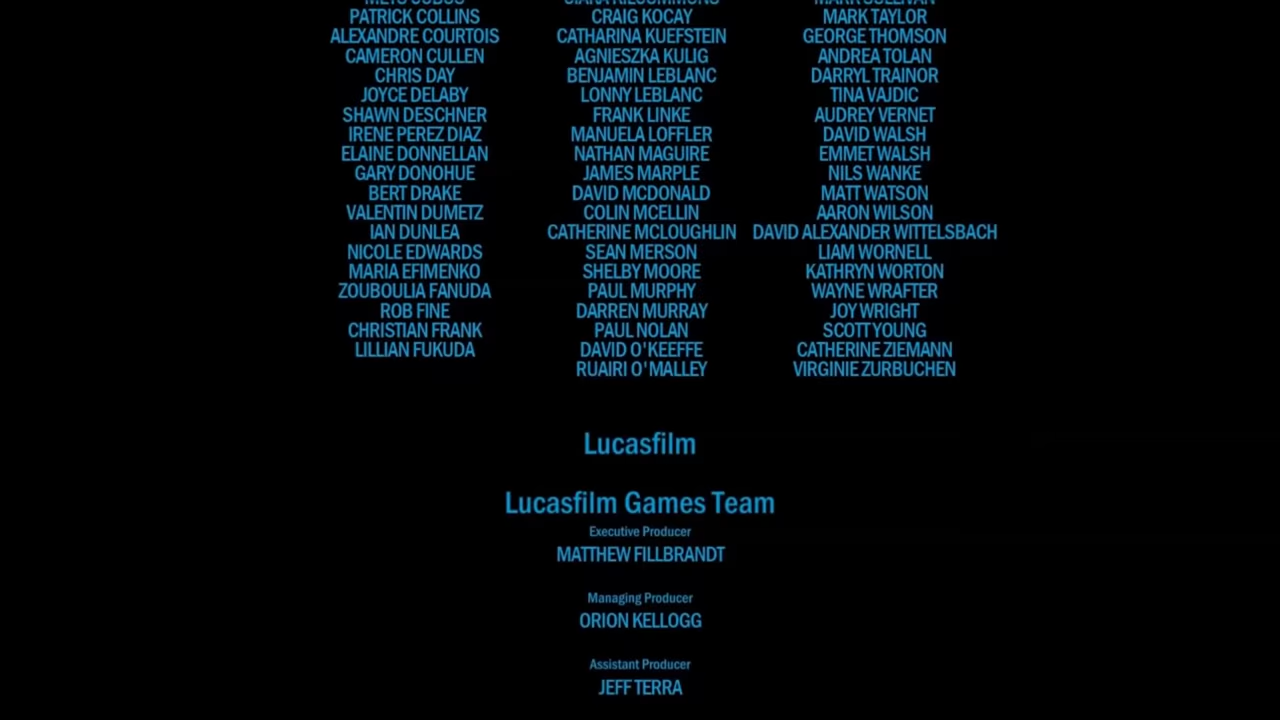 PATRICK COLLINS CRAIG KOCAY MARK TAYLOR
ALEXANDRE COURTOIS CATHARINA KUEFSTEIN GEORGE THOMSON
CAMERON CULLEN AGNIESZKA KULIG ANDREA TOLAN
CHRIS DAY BENJAMIN LEBLANC DARRYL TRAINOR
JOYCE DELABY LONNY LEBLANC TINA VAJDIC
SHAWN DESCHNER FRANK LINKE AUDREY VERNET
IRENE PEREZ DIAZ MANUELA LOFFLER DAVID WALSH
ELAINE DONNELLAN NATHAN MAGUIRE EMMET WALSH
GARY DONOHUE JAMES MARPLE NILS WANKE
BERT DRAKE DAVID MCDONALD MATT WATSON
VALENTIN DUMETZ COLIN MCELLIN AARON WILSON
IAN DUNLEA CATHERINE MCLOUGHLIN DAVID ALEXANDER WITTELSBACH
NICOLE EDWARDS SEAN MERSON LIAM WORNELL
MARIA EFIMENKO SHELBY MOORE KATHRYN WORTON
ZOUBOULIA FANUDA PAUL MURPHY WAYNE WRAFTER
ROB FINE DARREN MURRAY JOY WRIGHT
CHRISTIAN FRANK PAUL NOLAN SCOTT YOUNG
LILLIAN FUKUDA DAVID O'KEEFFE CATHERINE ZIEMANN
RUAIRI O'MALLEY VIRGINIE ZURBUCHEN
Lucasfilm
Lucasfilm Games Team
Executive Producer
MATTHEW FILLBRANDT
Managing Producer
ORION KELLOGG
Assistant Producer
JEFF TERRA